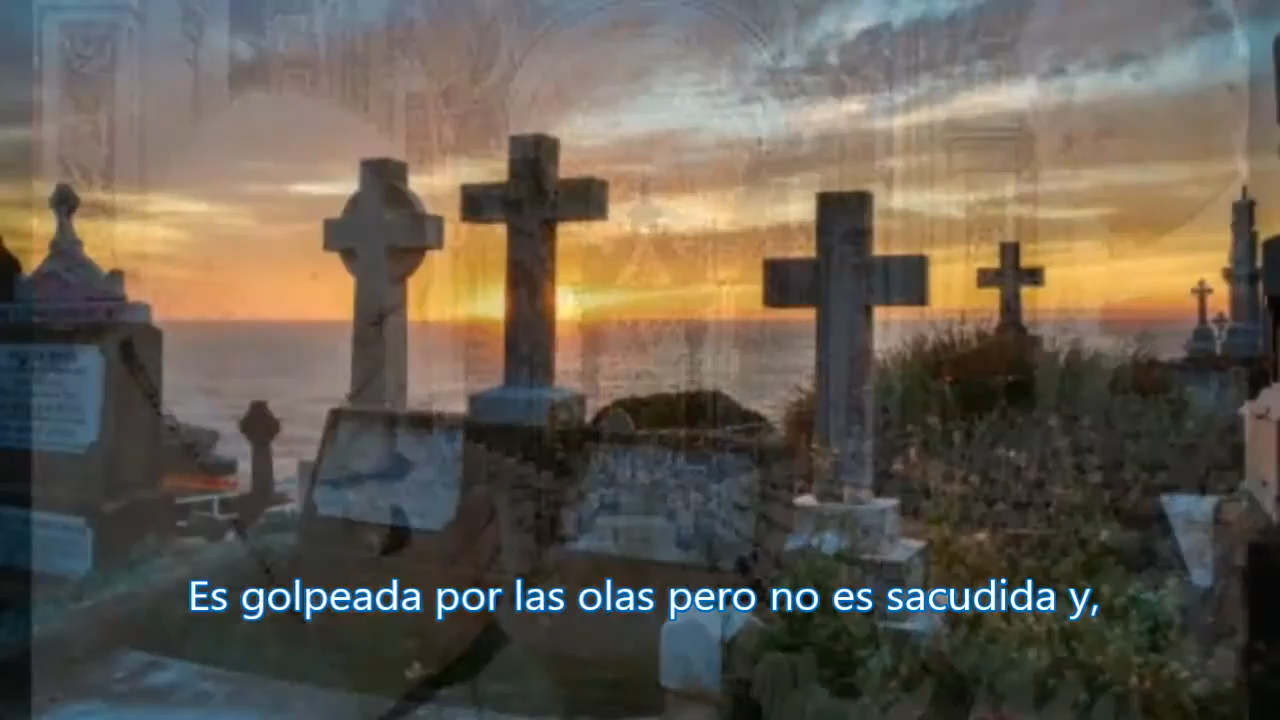 Es golpeada por las olas pero no es sacudida y,